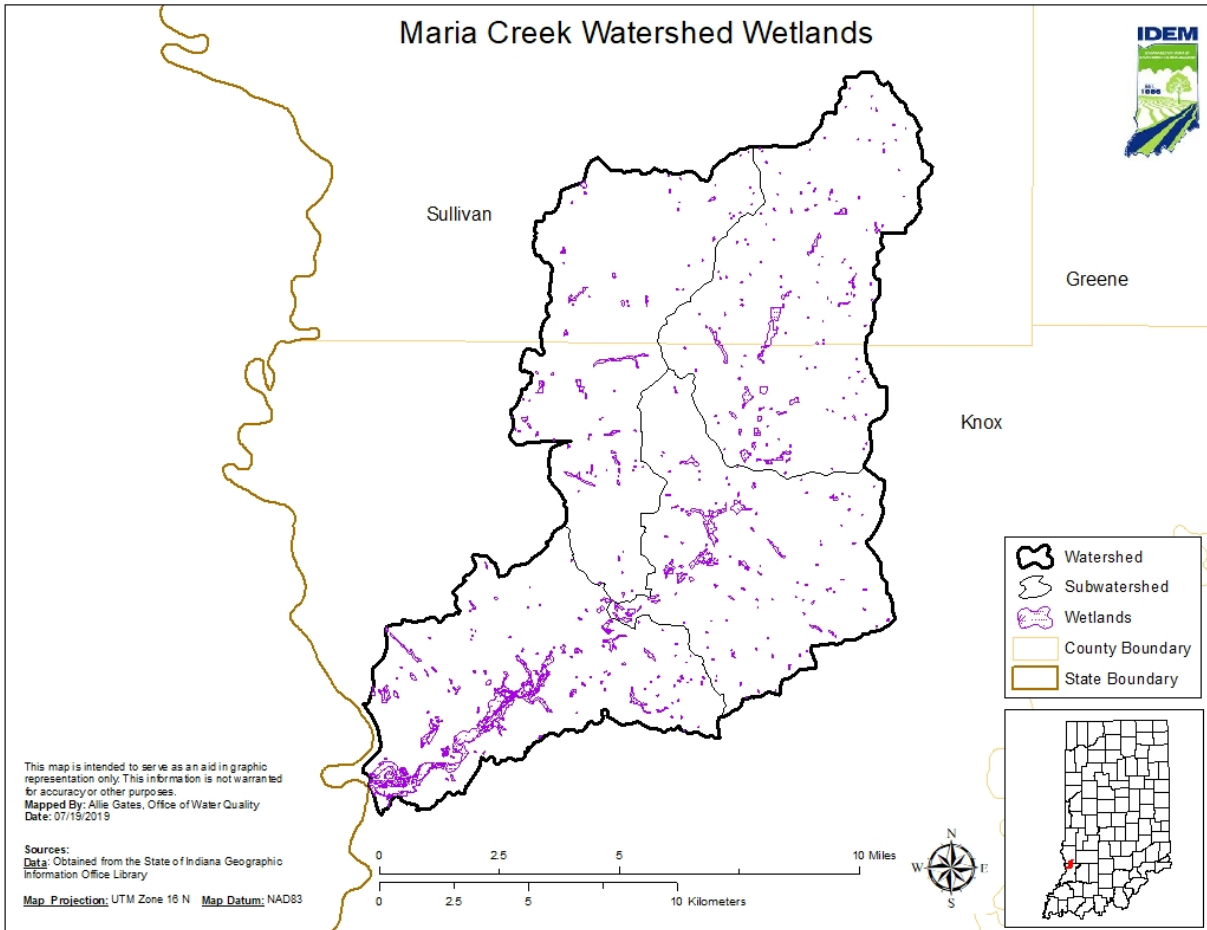 Maria Creek Watershed Wetlands
IDEM
Sullivan
Greene
Knox
Watershed
Subwatershed
Wetlands
County Boundary
State Boundary
This map is intended to serve as an aid in graphic
representation only. This information is not warranted
for accuracy or other purposes.
Mapped By: Allie Gates, Office of Water Quality
Date: 07/19/2019
Sources:
Data: Obtained from the State of Indiana Geographic
Information Office Library
Map Projection: UTM Zone 16 N Map Datum: NAD83
0 2.5 5 10 Miles
0 2.5 5 10 Kilometers
N
W E
S